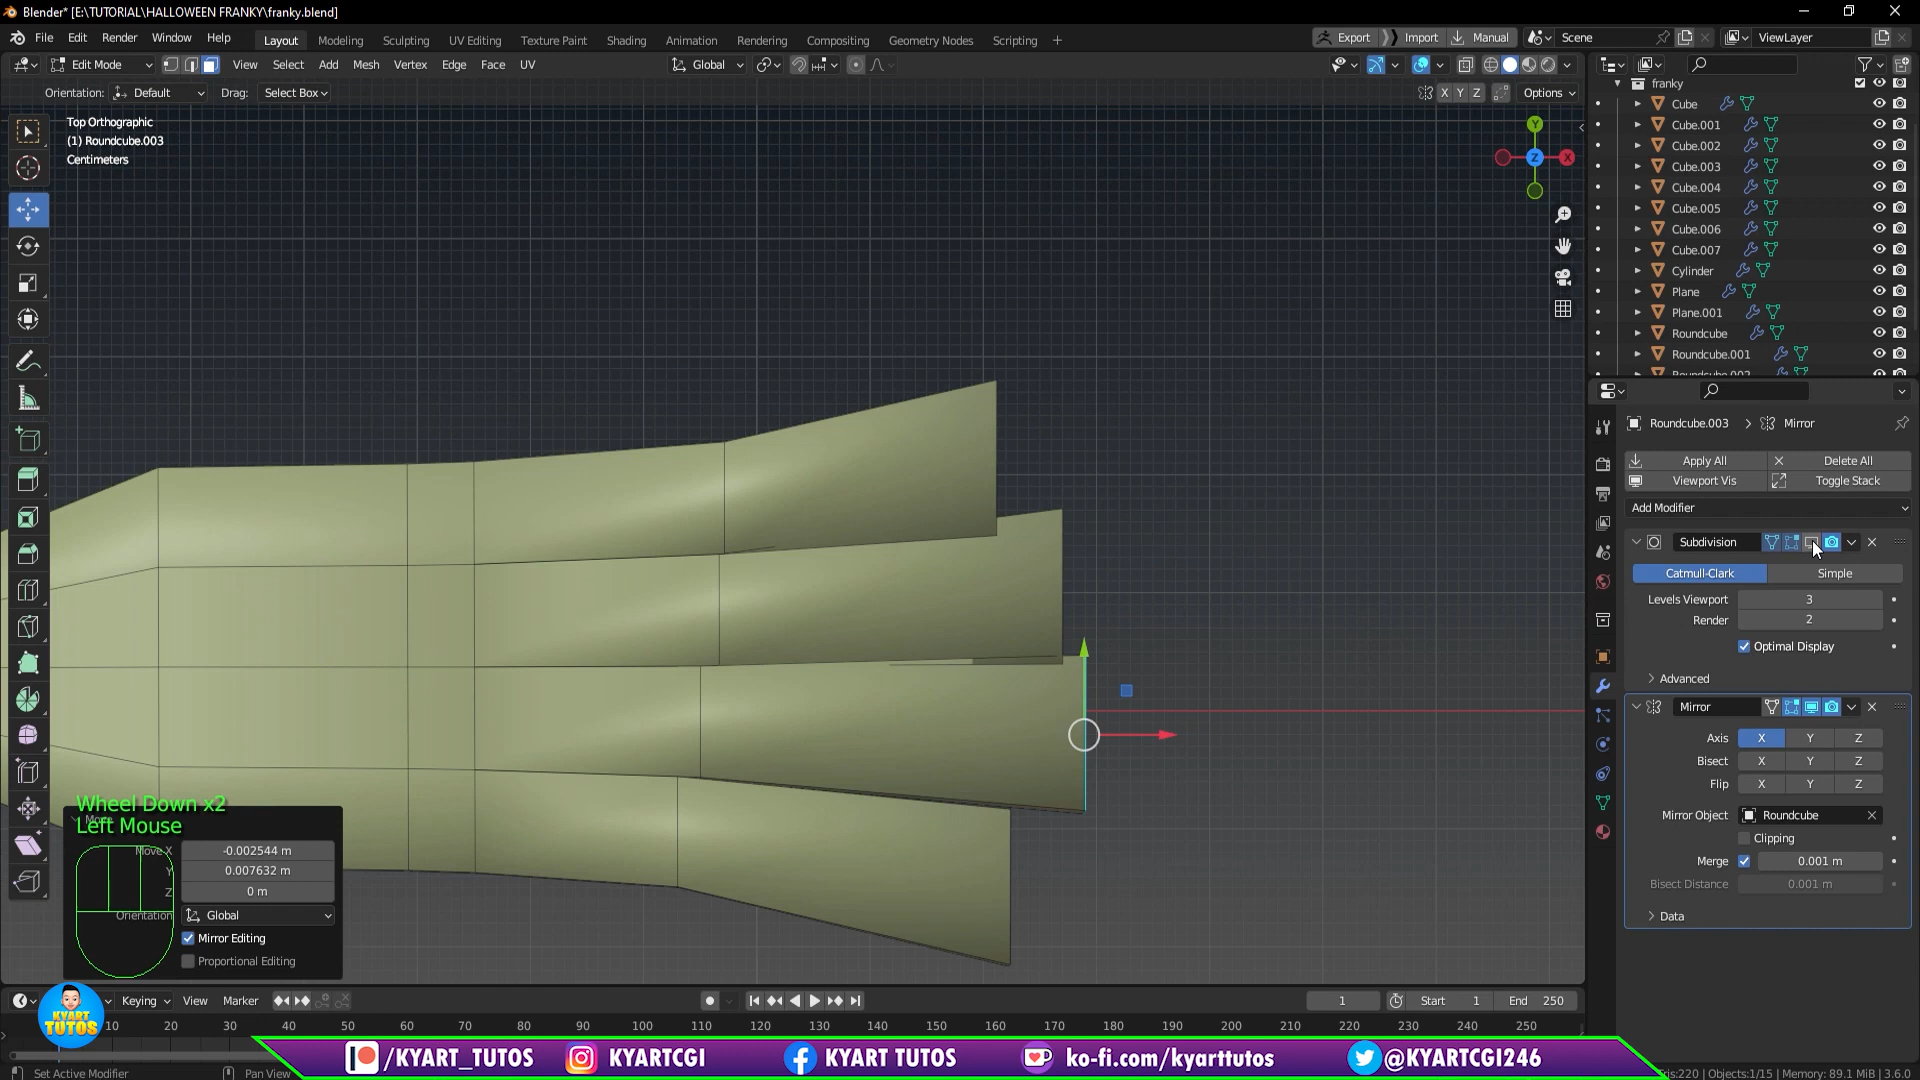 Blender* [E:\TUTORIAL\HALLOWEEN FRANKY\franky.blend]
File Edit Render Window Help Layout Modeling Sculpting UV Editing Texture Paint Shading Animation Rendering Compositing Geometry Nodes Scripting + Export Import Manual Scene ViewLayer
Edit Mode View Select Add Mesh Vertex Edge Face UV Global
Orientation: Default Drag: Select Box X Y Z Options
Top Orthographic
(1) Roundcube.003
Centimeters
Y
Z
X
franky
Cube
Cube.001
Cube.002
Cube.003
Cube.004
Cube.005
Cube.006
Cube.007
Cylinder
Plane
Plane.001
Roundcube
Roundcube.001
Roundcube.002
Roundcube.003 > Mirror
Apply All Delete All
Viewport Vis Toggle Stack
Add Modifier
Subdivision
Catmull-Clark Simple
Levels Viewport 3
Render 2
Optimal Display
Advanced
Mirror
Axis X Y Z
Bisect X Y Z
Flip X Y Z
Mirror Object Roundcube
Clipping
Merge 0.001 m
Bisect Distance 0.001 m
Data
Wheel Down x2
Left Mouse
Move
Move X -0.002544 m
Y 0.007632 m
Z 0 m
Orientation Global
Mirror Editing
Proportional Editing
Keying View Marker 1 Start 1 End 250
10 20 30 40 50 60 70 80 90 100 110 120 130 140 150 160 170 180 190 200 210 220 230 240 250
KYART
TUTOS
/KYART_TUTOS KYARTCGI KYART TUTOS ko-fi.com/kyarttutos @KYARTCGI246
Set Active Modifier Pan View ris:220 | Objects:1/15 | Memory: 89.1 MiB | 3.6.0